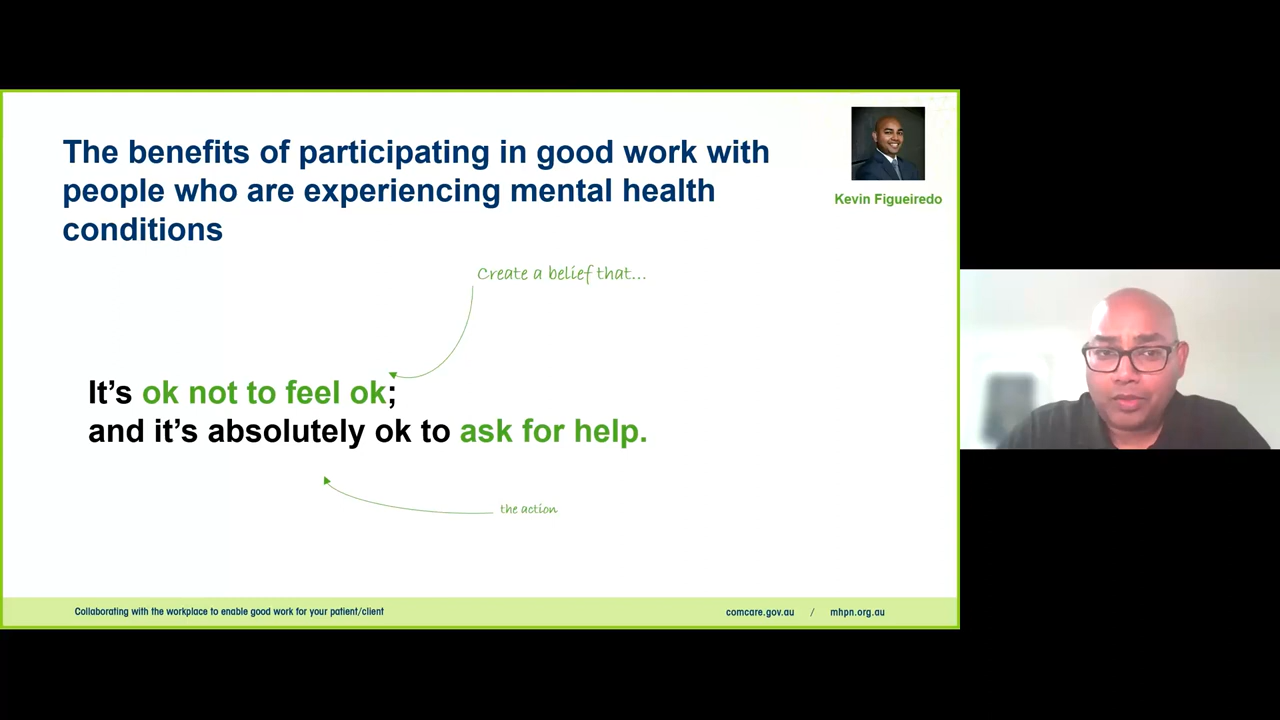 The benefits of participating in good work with
people who are experiencing mental health
conditions
Kevin Figueiredo
Create a belief that...
It’s ok not to feel ok;
and it’s absolutely ok to ask for help.
the action
Collaborating with the workplace to enable good work for your patient/client
comcare.gov.au / mhpn.org.au